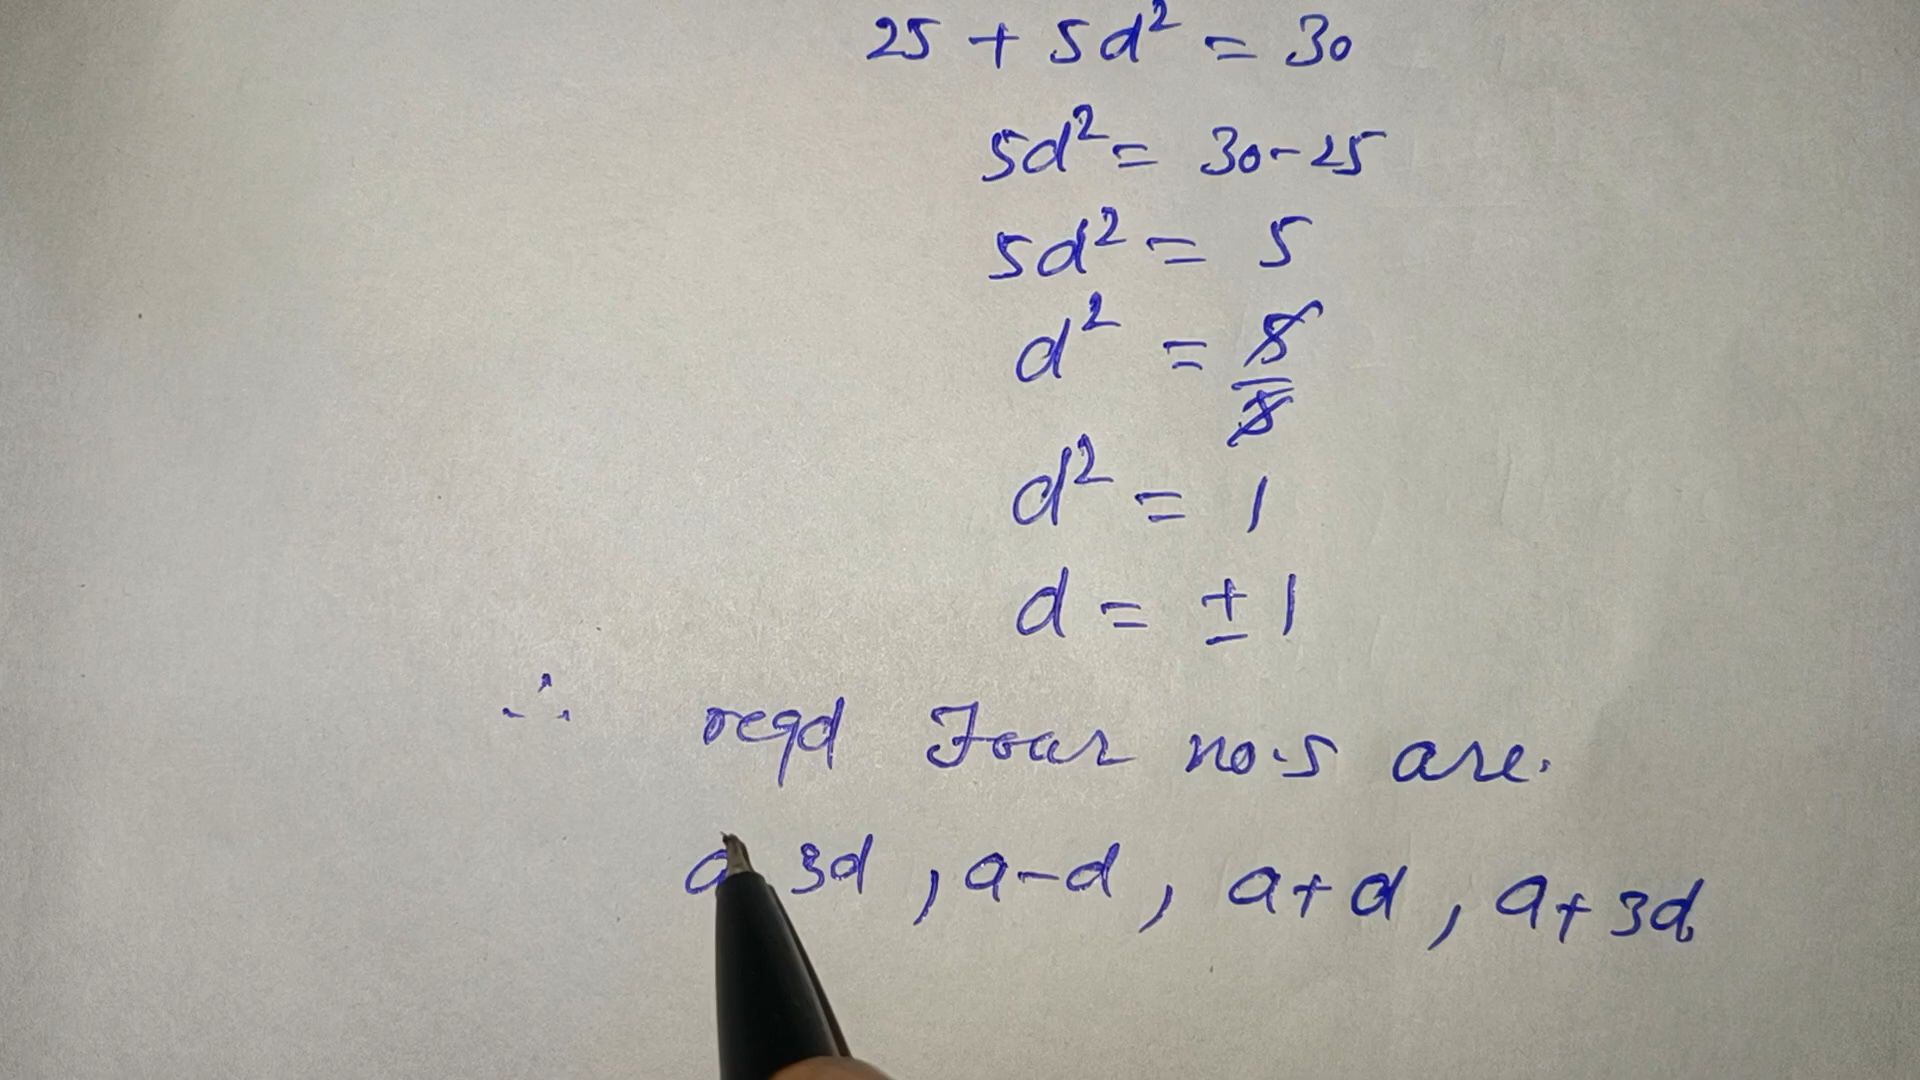 25 + 5d² = 30
5d² = 30-25
5d² = 5
d² = 5/5
d² = 1
d = ± 1
∴ reqd Four no.s are.
a 3d , a-d , a+d , a+3d